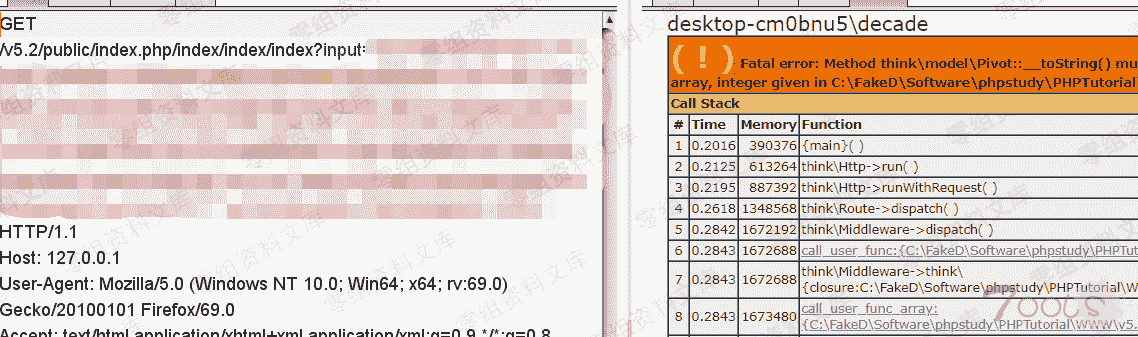 GET
/v5.2/public/index.php/index/index/index?input=
HTTP/1.1
Host: 127.0.0.1
User-Agent: Mozilla/5.0 (Windows NT 10.0; Win64; x64; rv:69.0)
Gecko/20100101 Firefox/69.0
Accept: text/html,application/xhtml+xml,application/xml;q=0.9,*/*;q=0.8
desktop-cm0bnu5\decade
( ! ) Fatal error: Method think\model\Pivot::__toString() mu
array, integer given in C:\FakeD\Software\phpstudy\PHPTutorial
Call Stack
# Time Memory Function
1 0.2016 390376 {main}( )
2 0.2125 613264 think\Http->run( )
3 0.2195 887392 think\Http->runWithRequest( )
4 0.2618 1348568 think\Route->dispatch( )
5 0.2842 1672192 think\Middleware->dispatch( )
6 0.2843 1672688 call_user_func:{C:\FakeD\Software\phpstudy\PHPTu
7 0.2843 1672688 think\Middleware->think\
{closure:C:\FakeD\Software\phpstudy\PHPTutorial\W
8 0.2843 1673480 call_user_func_array:
{C:\FakeD\Software\phpstudy\PHPTutorial\WWW\v5.
零组资料文库